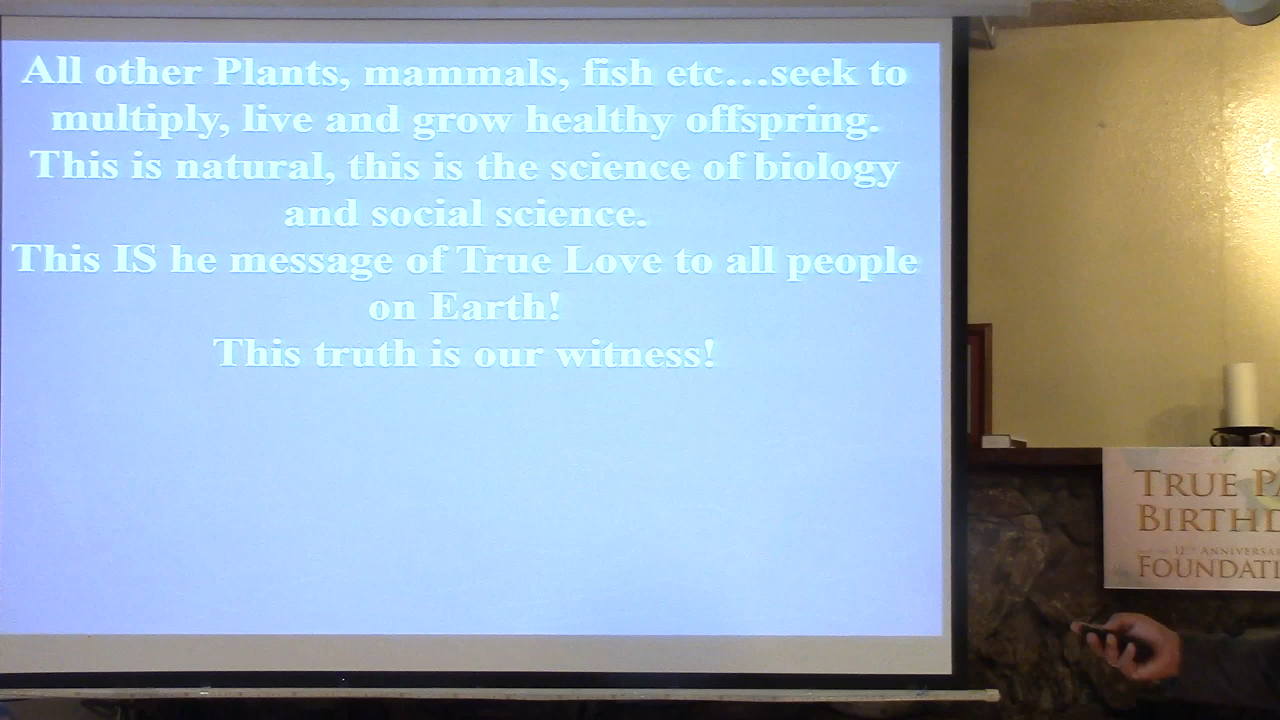 All other Plants, mammals, fish etc...seek to
multiply, live and grow healthy offspring.
This is natural, this is the science of biology
and social science.
This IS he message of True Love to all people
on Earth!
This truth is our witness!
TRUE
BIRTH
ANNIVERSA
FOUNDATI